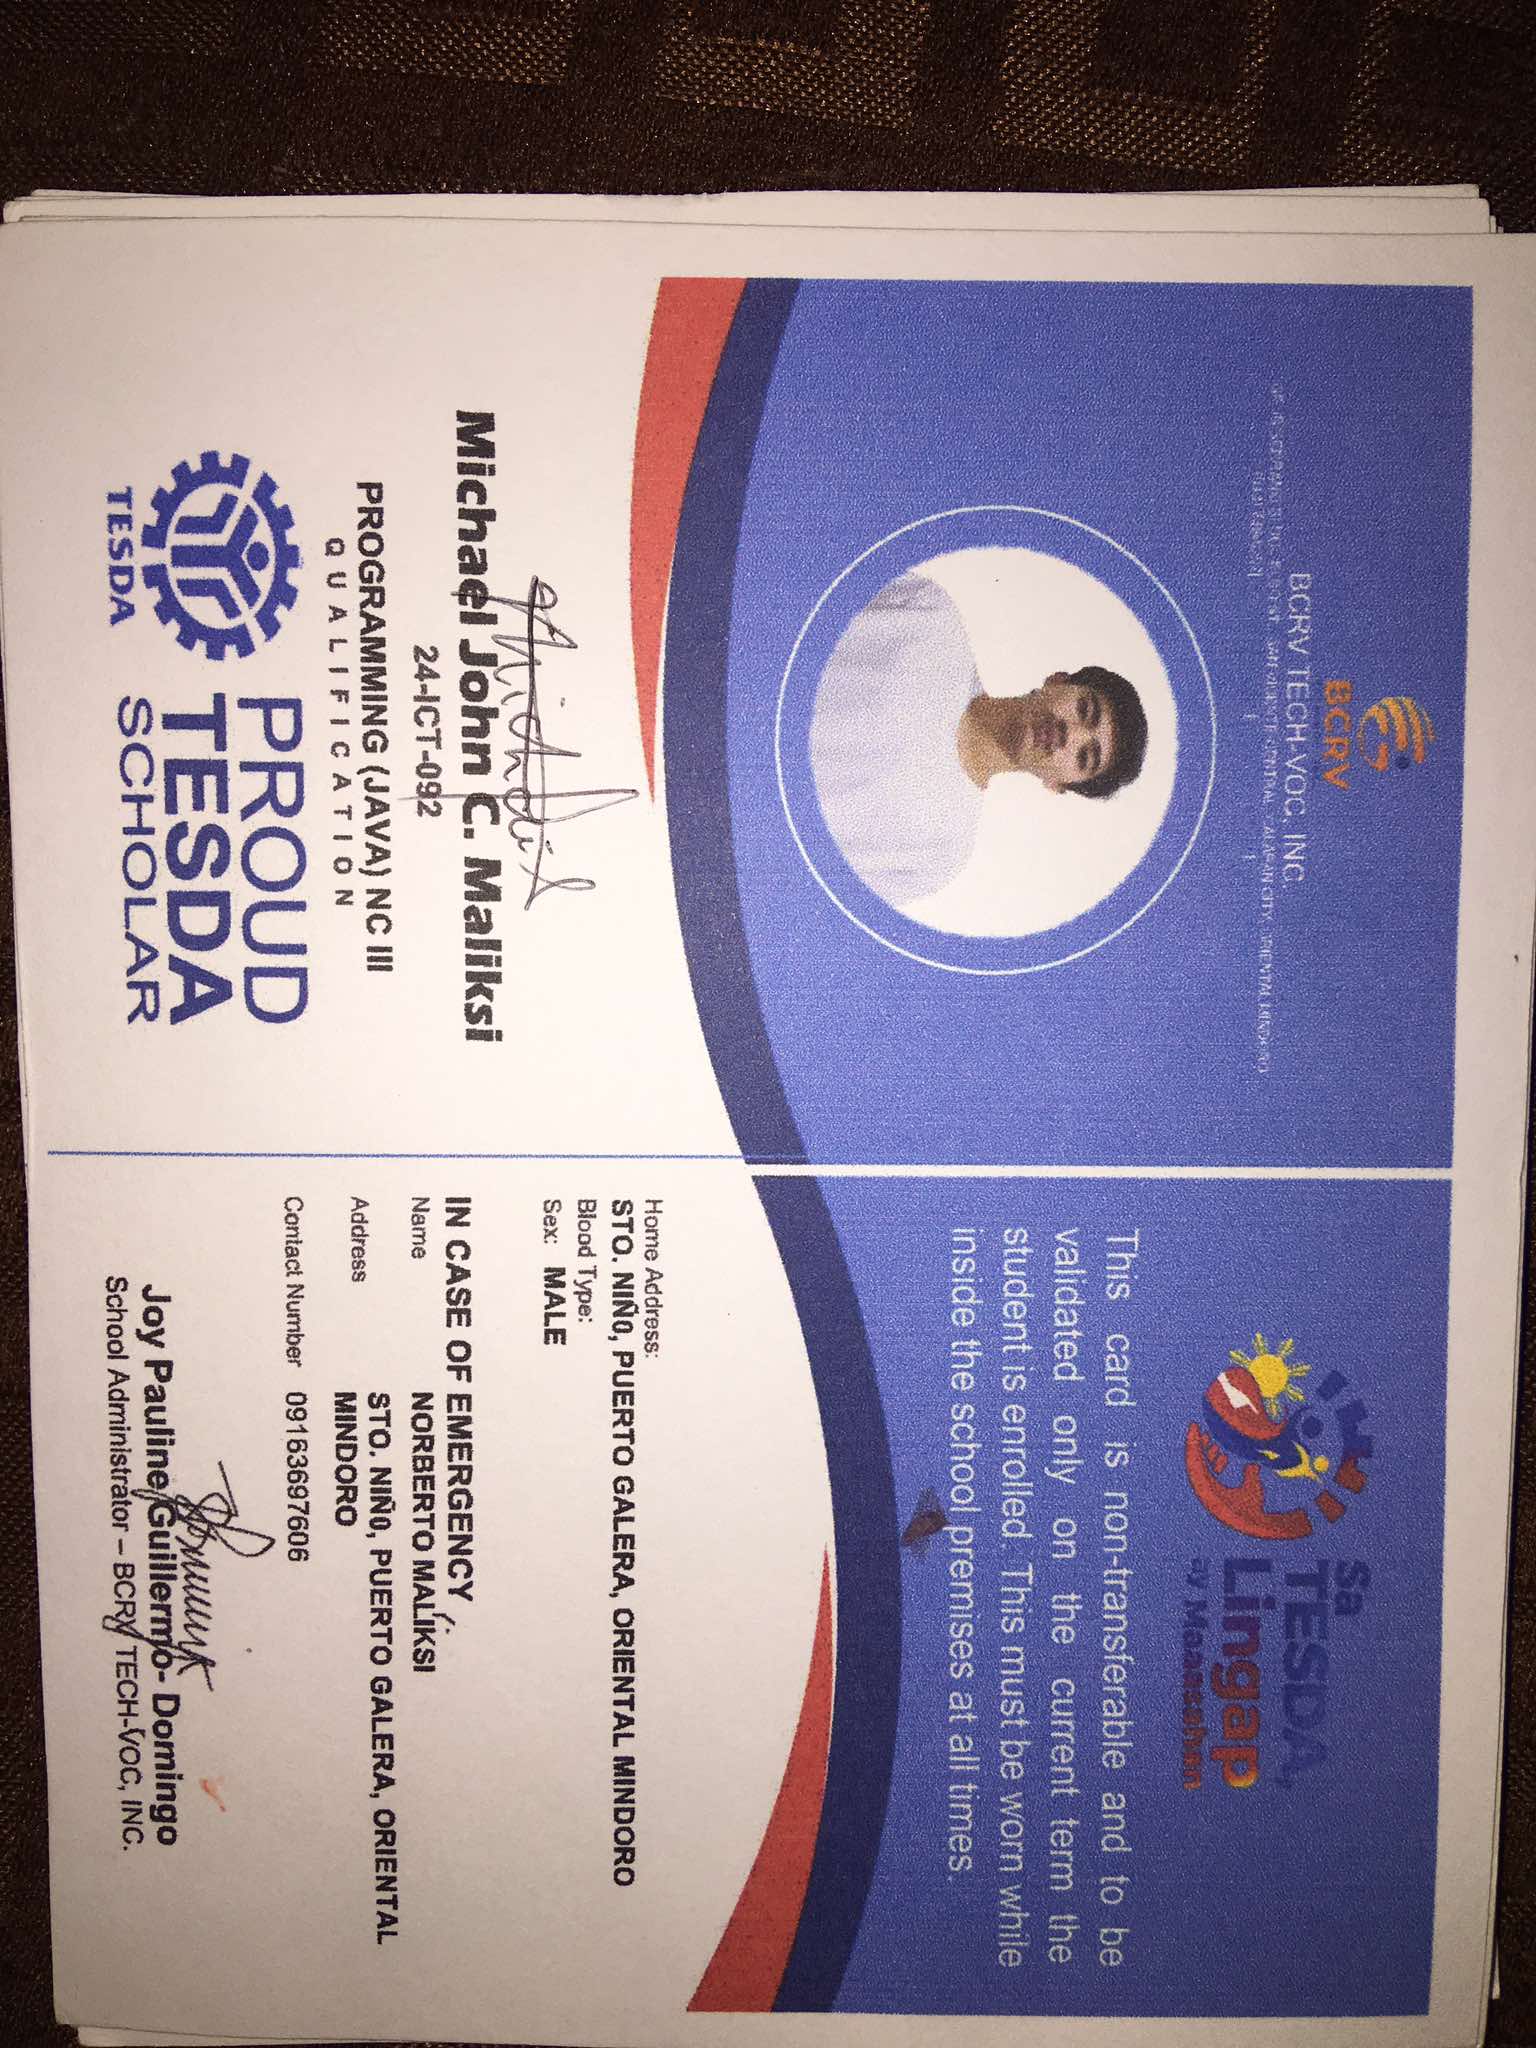 BCRV
BCRV TECH-VOC, INC.
Michael John C. Maliksi
24-ICT-092
PROGRAMMING (JAVA) NC III
QUALIFICATION
TESDA
PROUD
TESDA
SCHOLAR
Sa
TESDA,
Lingap
ay Maaasahan
This card is non-transferable and to be
validated only on the current term the
student is enrolled. This must be worn while
inside the school premises at all times.
Home Address:
STO. NIÑ0, PUERTO GALERA, ORIENTAL MINDORO
Blood Type:
Sex: MALE
IN CASE OF EMERGENCY
Name NORBERTO MALIKSI
Address STO. NIÑ0, PUERTO GALERA, ORIENTAL
MINDORO
Contact Number 09163697606
Joy Pauline Guillermo- Domingo
School Administrator – BCRV TECH-VOC, INC.